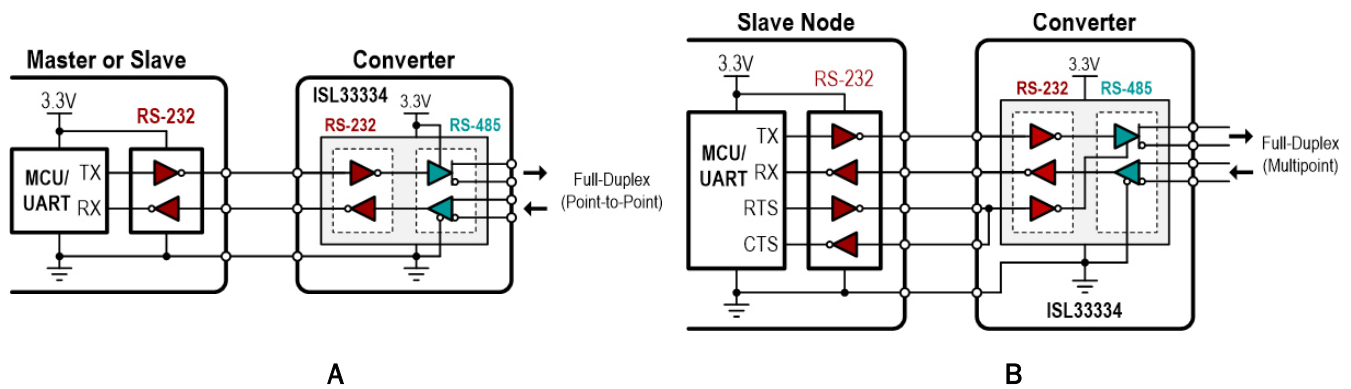 Master or Slave
Converter
3.3V
RS-232
ISL33334
3.3V
RS-232
RS-485
MCU/
UART
TX
RX
Full-Duplex
(Point-to-Point)
A
Slave Node
Converter
3.3V
RS-232
3.3V
RS-232
RS-485
MCU/
UART
TX
RX
RTS
CTS
Full-Duplex
(Multipoint)
ISL33334
B